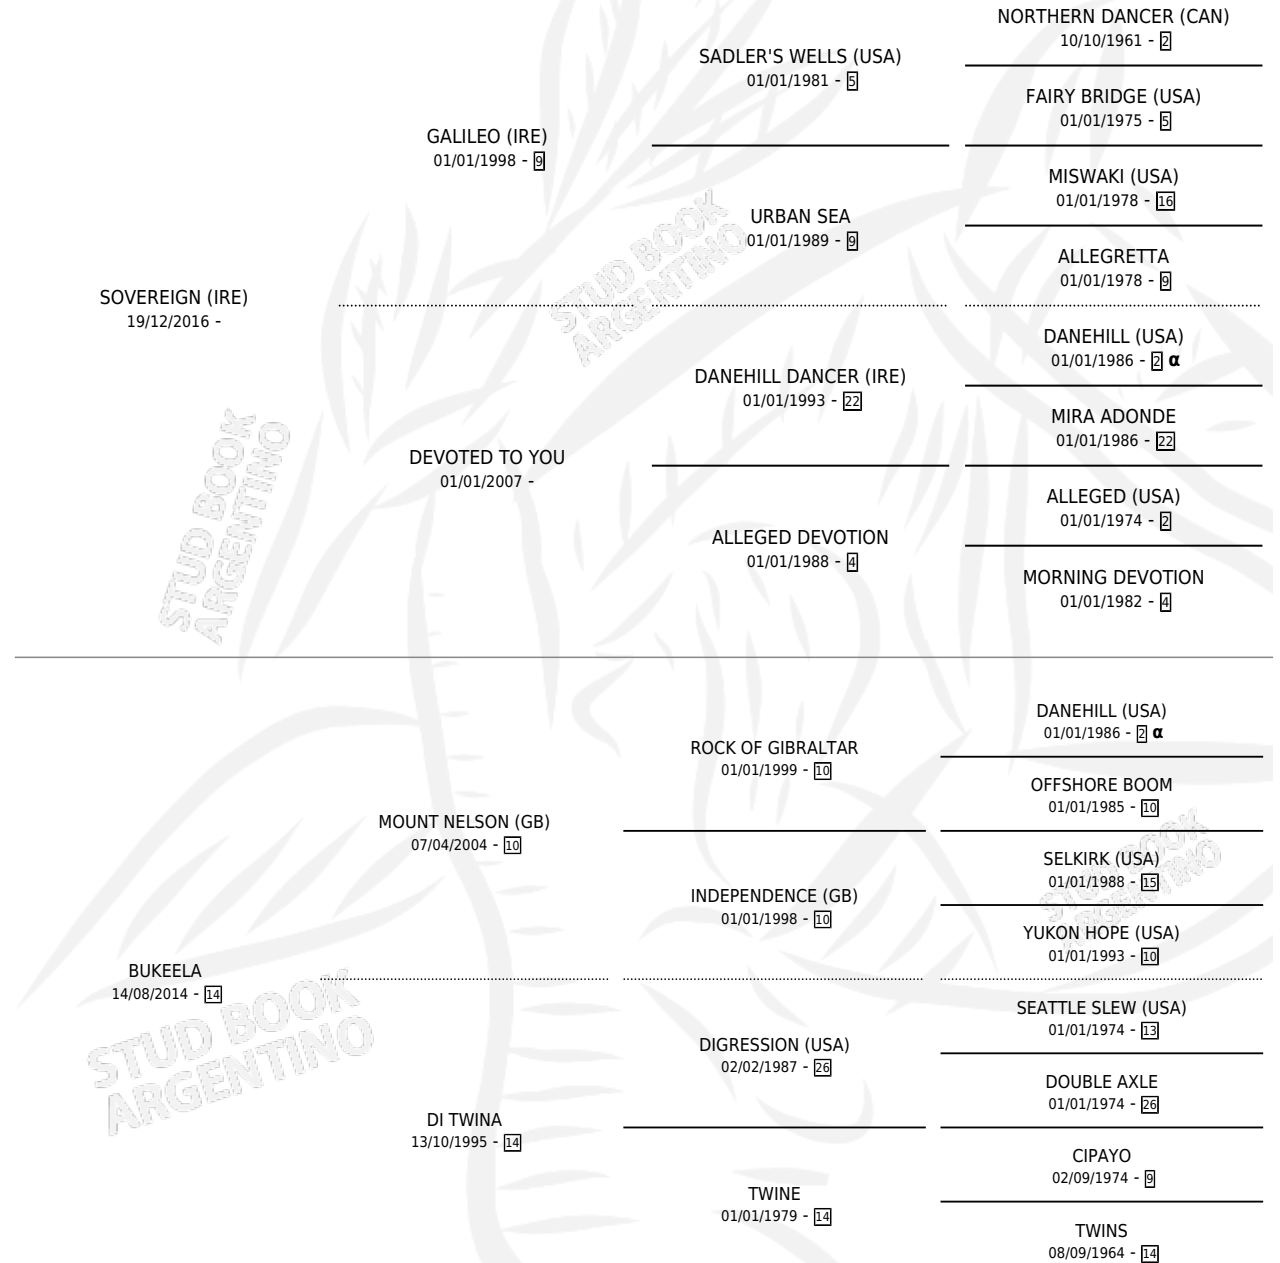 NORTHERN DANCER (CAN)
10/10/1961 - 2
SADLER'S WELLS (USA)
01/01/1981 - 5
FAIRY BRIDGE (USA)
01/01/1975 - 5
GALILEO (IRE)
01/01/1998 - 9
MISWAKI (USA)
01/01/1978 - 16
URBAN SEA
01/01/1989 - 9
ALLEGRETTA
01/01/1978 - 9
SOVEREIGN (IRE)
19/12/2016 -
DANEHILL (USA)
01/01/1986 - 2 α
DANEHILL DANCER (IRE)
01/01/1993 - 22
MIRA ADONDE
01/01/1986 - 22
DEVOTED TO YOU
01/01/2007 -
ALLEGED (USA)
01/01/1974 - 2
ALLEGED DEVOTION
01/01/1988 - 4
MORNING DEVOTION
01/01/1982 - 4
DANEHILL (USA)
01/01/1986 - 2 α
ROCK OF GIBRALTAR
01/01/1999 - 10
OFFSHORE BOOM
01/01/1985 - 10
MOUNT NELSON (GB)
07/04/2004 - 10
SELKIRK (USA)
01/01/1988 - 15
INDEPENDENCE (GB)
01/01/1998 - 10
YUKON HOPE (USA)
01/01/1993 - 10
BUKEELA
14/08/2014 - 14
SEATTLE SLEW (USA)
01/01/1974 - 13
DIGRESSION (USA)
02/02/1987 - 26
DOUBLE AXLE
01/01/1974 - 26
DI TWINA
13/10/1995 - 14
CIPAYO
02/09/1974 - 9
TWINE
01/01/1979 - 14
TWINS
08/09/1964 - 14
STUD BOOK
ARGENTINO
STUD BOOK
ARGENTINO
STUD BOOK
ARGENTINO
STUD BOOK
ARGENTINO